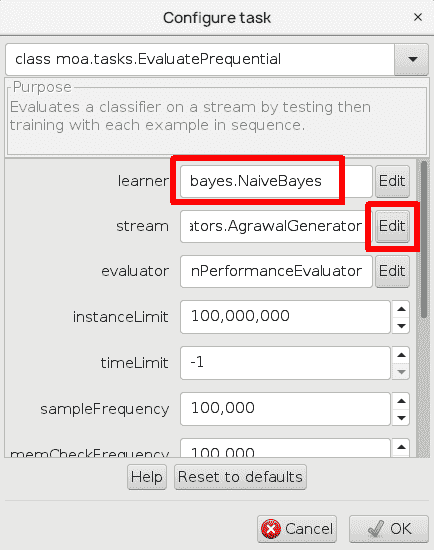 Configure task
×
class moa.tasks.EvaluatePrequential
Purpose
Evaluates a classifier on a stream by testing then
training with each example in sequence.
learner bayes.NaiveBayes Edit
stream ators.AgrawalGenerator Edit
evaluator nPerformanceEvaluator Edit
instanceLimit 100,000,000
timeLimit -1
sampleFrequency 100,000
memCheckFrequency 100,000
Help Reset to defaults
Cancel OK